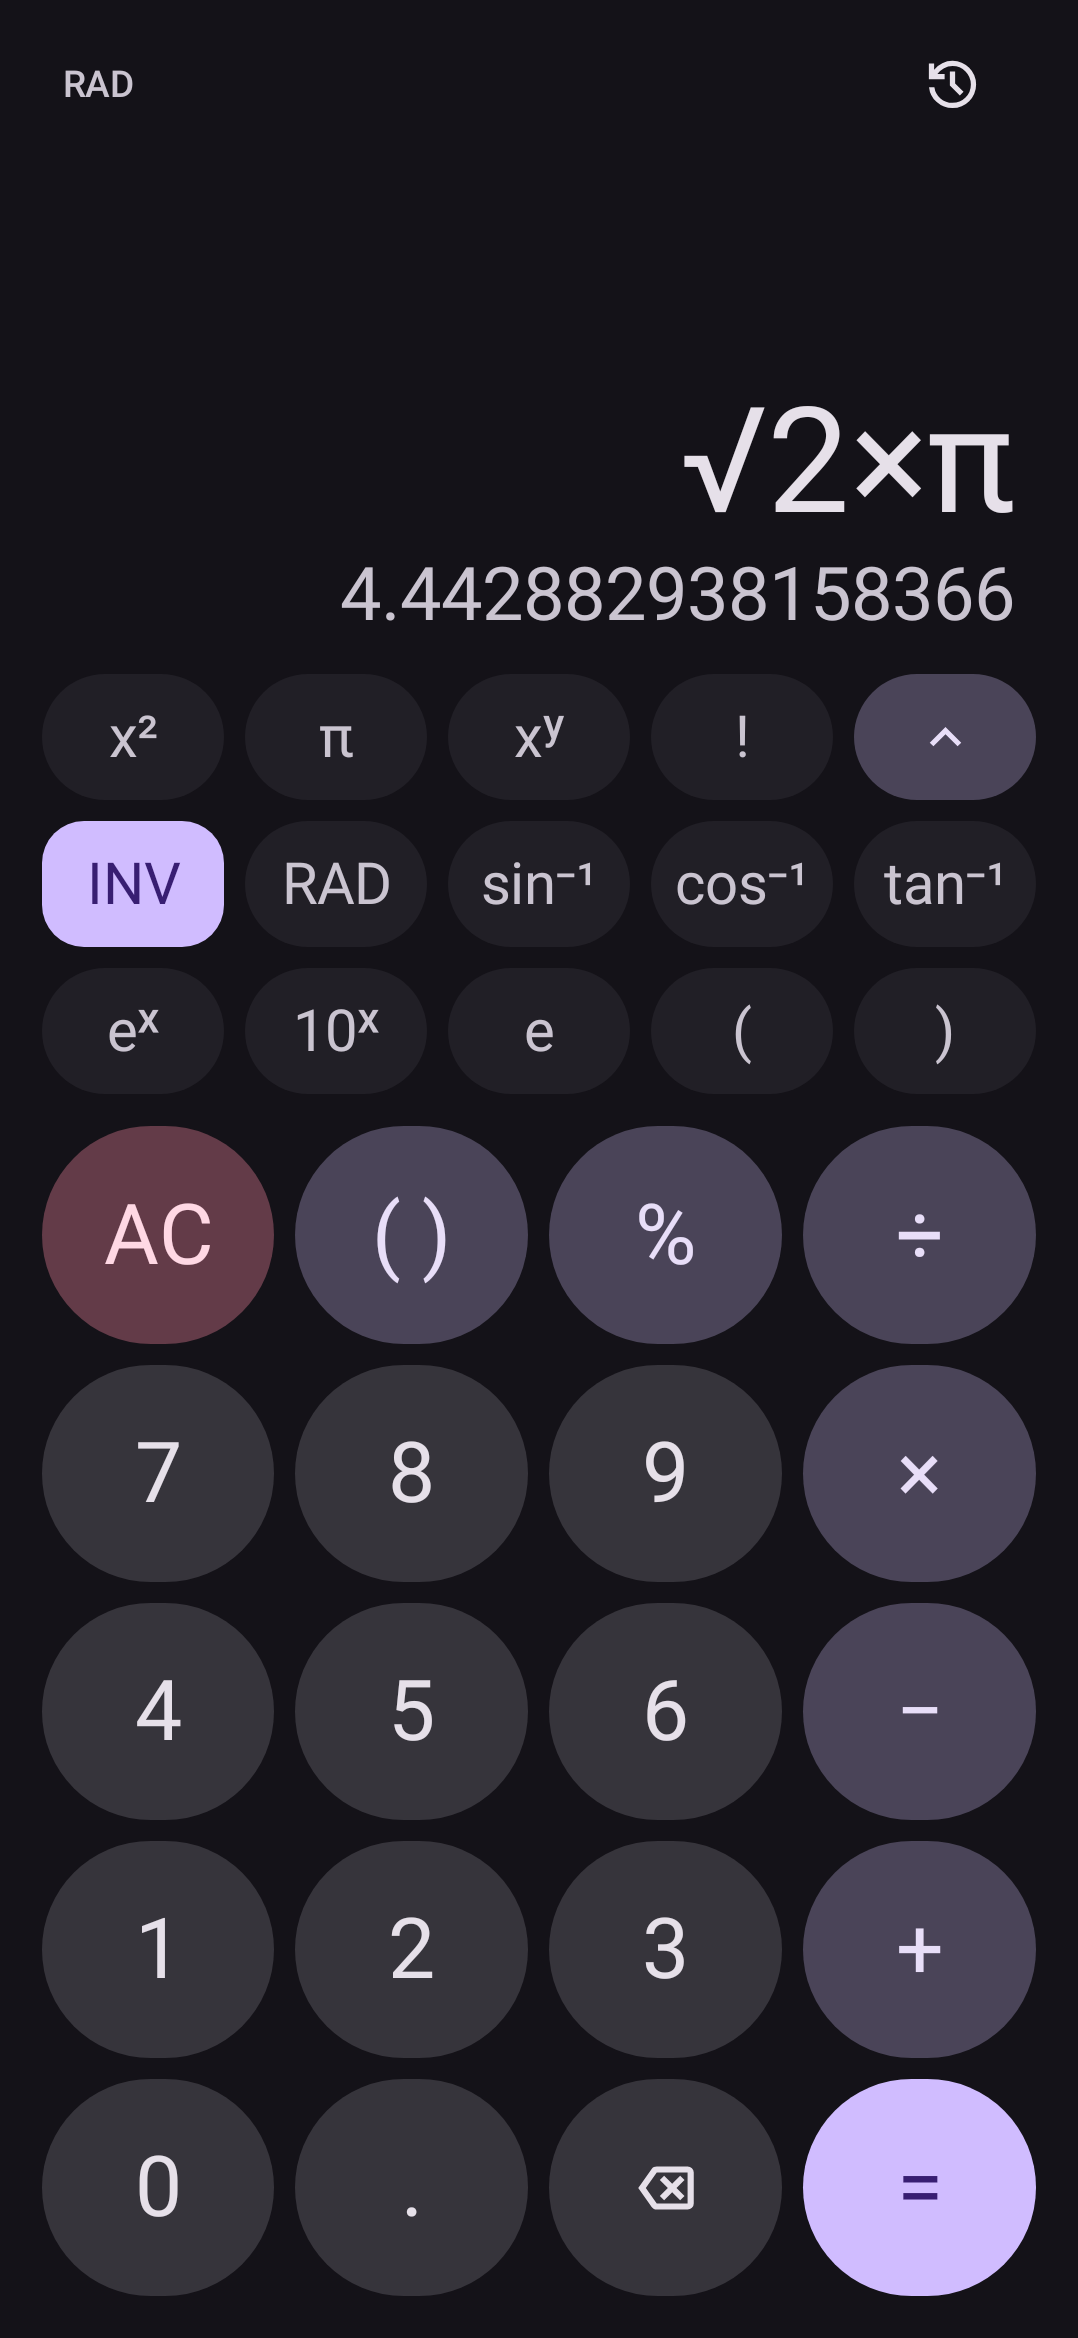 RAD
√2×π
4.442882938158366
x² π xʸ !
INV RAD sin⁻¹ cos⁻¹ tan⁻¹
eˣ 10ˣ e ( )
AC ( ) % ÷
7 8 9 ×
4 5 6 −
1 2 3 +
0 . =